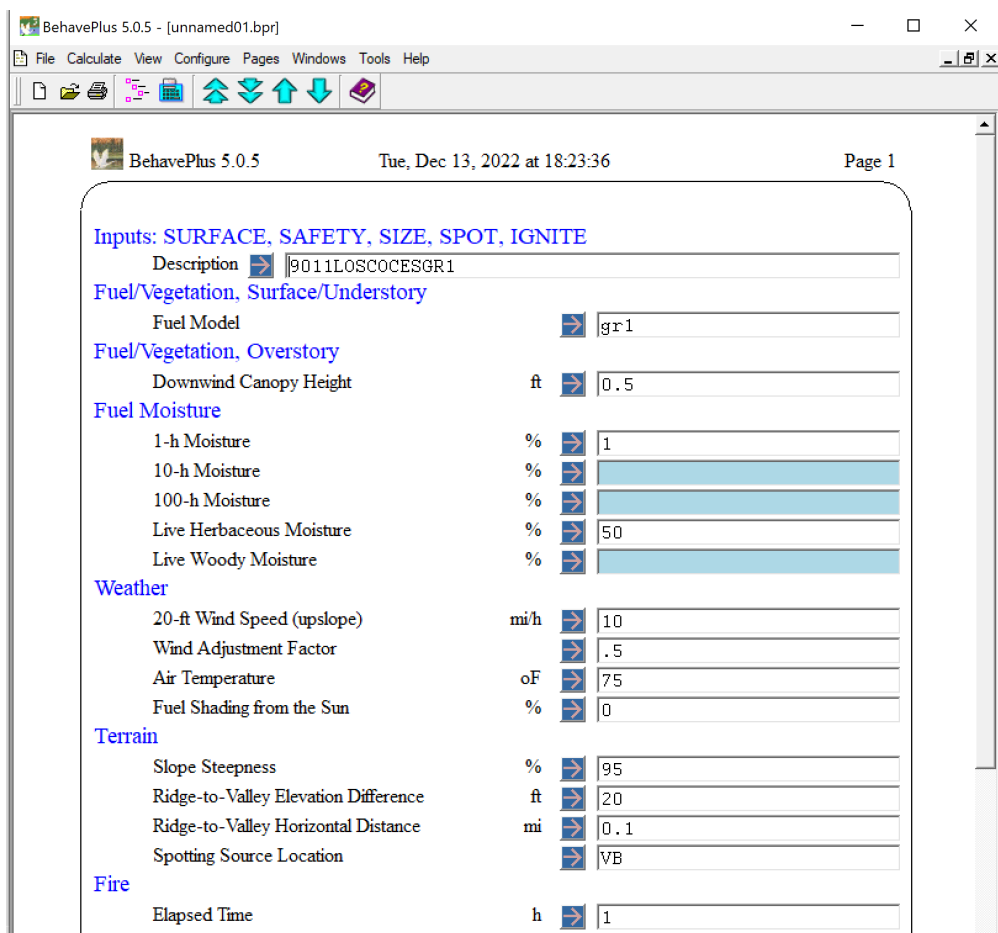 BehavePlus 5.0.5 - [unnamed01.bpr]
File Calculate View Configure Pages Windows Tools Help
BehavePlus 5.0.5 Tue, Dec 13, 2022 at 18:23:36 Page 1
Inputs: SURFACE, SAFETY, SIZE, SPOT, IGNITE
Description 9011LOSCOCESGR1
Fuel/Vegetation, Surface/Understory
Fuel Model gr1
Fuel/Vegetation, Overstory
Downwind Canopy Height ft 0.5
Fuel Moisture
1-h Moisture % 1
10-h Moisture %
100-h Moisture %
Live Herbaceous Moisture % 50
Live Woody Moisture %
Weather
20-ft Wind Speed (upslope) mi/h 10
Wind Adjustment Factor .5
Air Temperature oF 75
Fuel Shading from the Sun % 0
Terrain
Slope Steepness % 95
Ridge-to-Valley Elevation Difference ft 20
Ridge-to-Valley Horizontal Distance mi 0.1
Spotting Source Location VB
Fire
Elapsed Time h 1